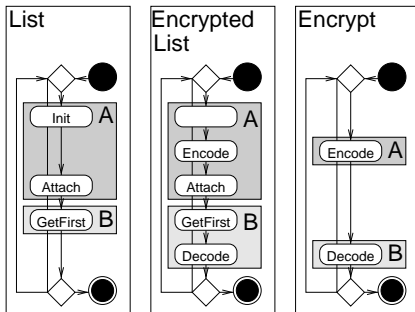 List
A
Init
Attach
B
GetFirst
Encrypted
List
A
Encode
Attach
B
GetFirst
Decode
Encrypt
Encode
A
Decode
B